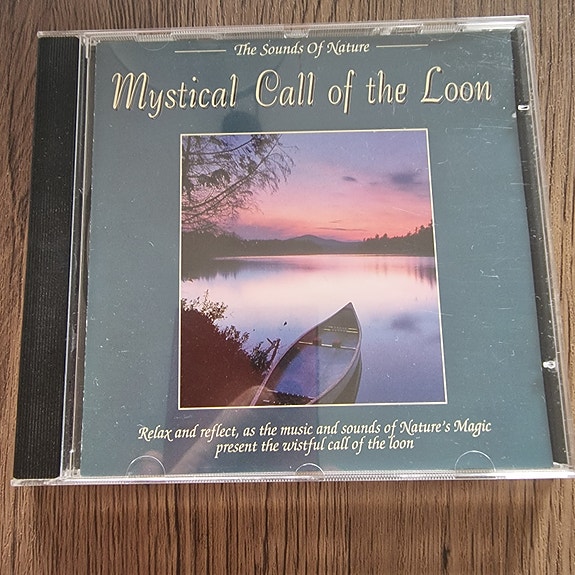 The Sounds Of Nature
Mystical Call of the Loon
Relax and reflect, as the music and sounds of Nature's Magic
present the wistful call of the loon